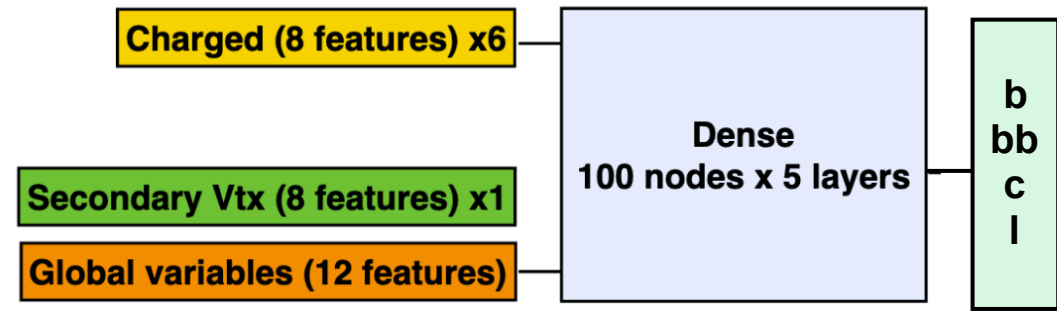 Charged (8 features) x6
Secondary Vtx (8 features) x1
Global variables (12 features)
Dense
100 nodes x 5 layers
b
bb
c
l